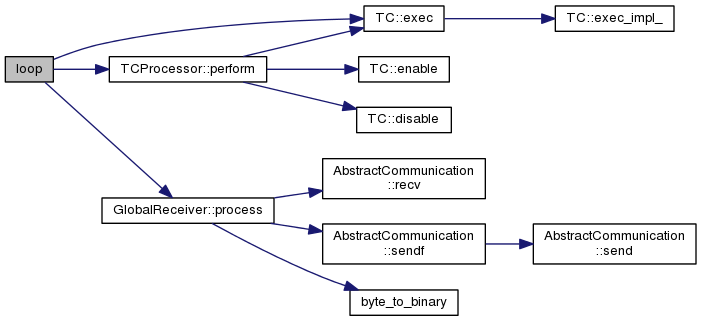 TC::exec
TC::exec_impl_
loop
TCProcessor::perform
TC::enable
TC::disable
AbstractCommunication
::recv
GlobalReceiver::process
AbstractCommunication
::sendf
AbstractCommunication
::send
byte_to_binary